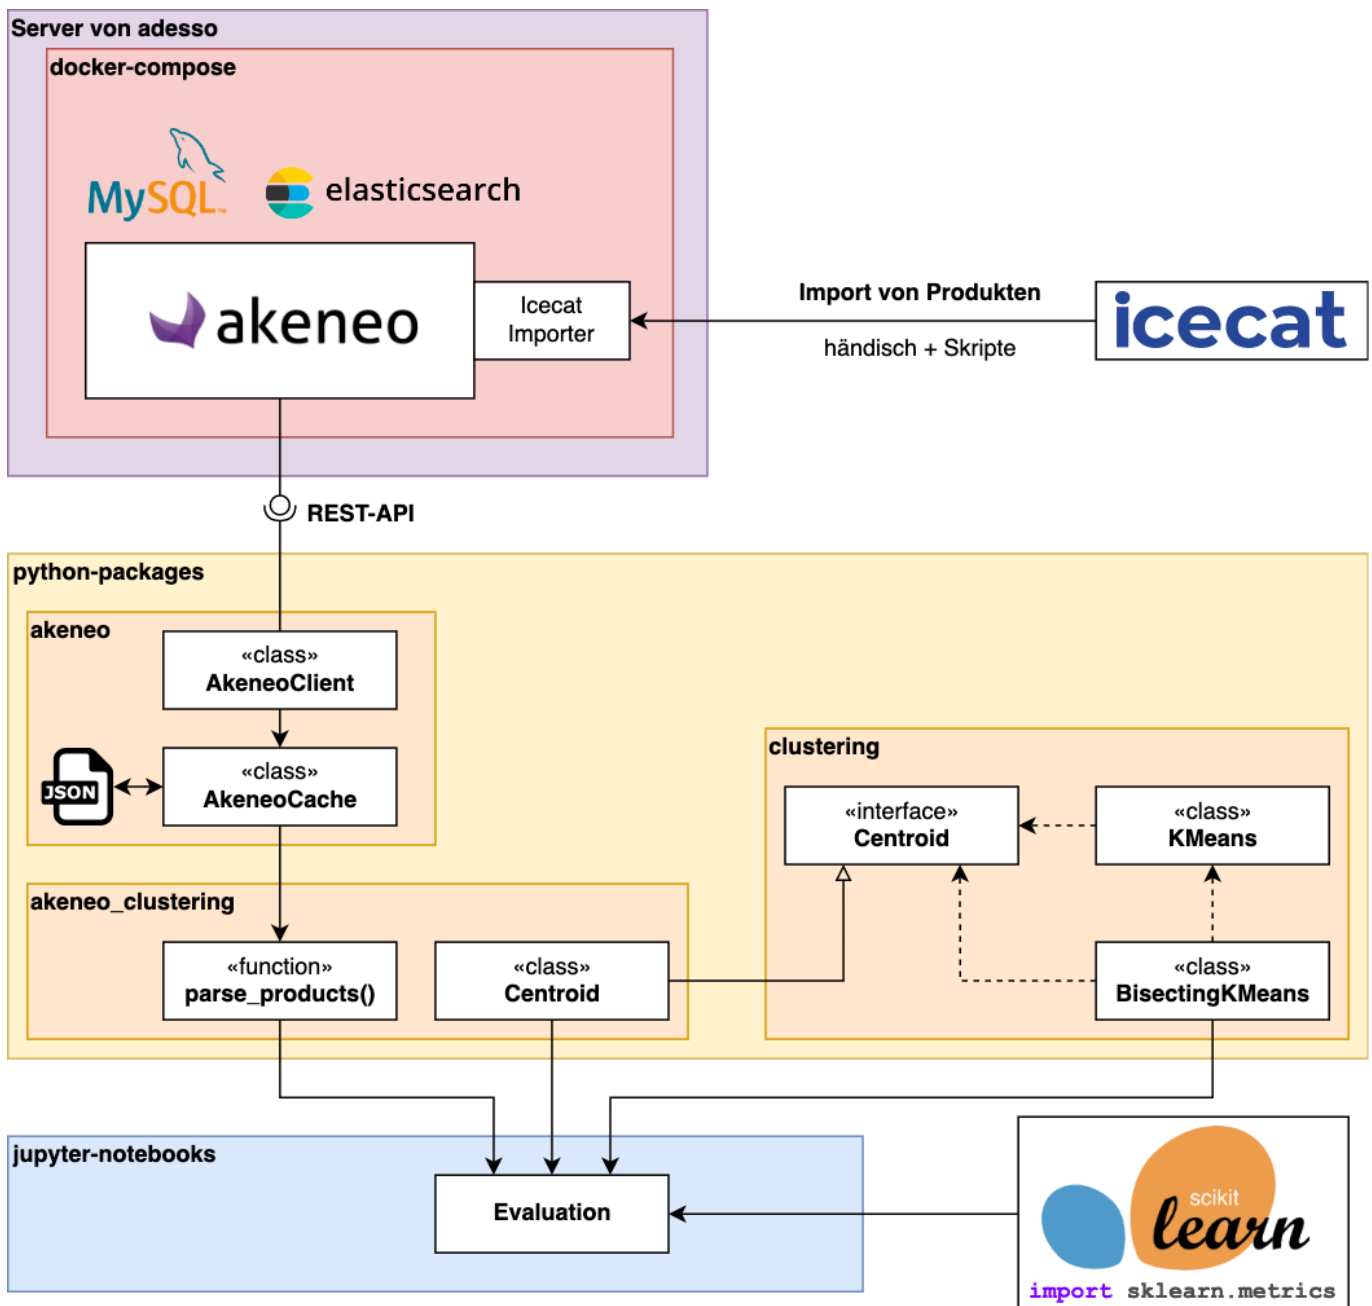 Server von adesso
docker-compose
MySQL™
elasticsearch
akeneo
Icecat
Importer
Import von Produkten
händisch + Skripte
icecat
REST-API
python-packages
akeneo
«class»
AkeneoClient
JSON
«class»
AkeneoCache
clustering
«interface»
Centroid
«class»
KMeans
akeneo_clustering
«function»
parse_products()
«class»
Centroid
«class»
BisectingKMeans
jupyter-notebooks
Evaluation
scikit
learn
import sklearn.metrics